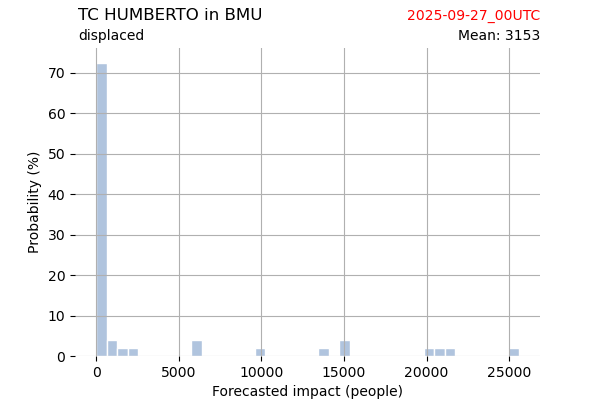 TC HUMBERTO in BMU
2025-09-27_00UTC
displaced
Mean: 3153
70
60
50
40
30
20
10
0
Probability (%)
0 5000 10000 15000 20000 25000
Forecasted impact (people)